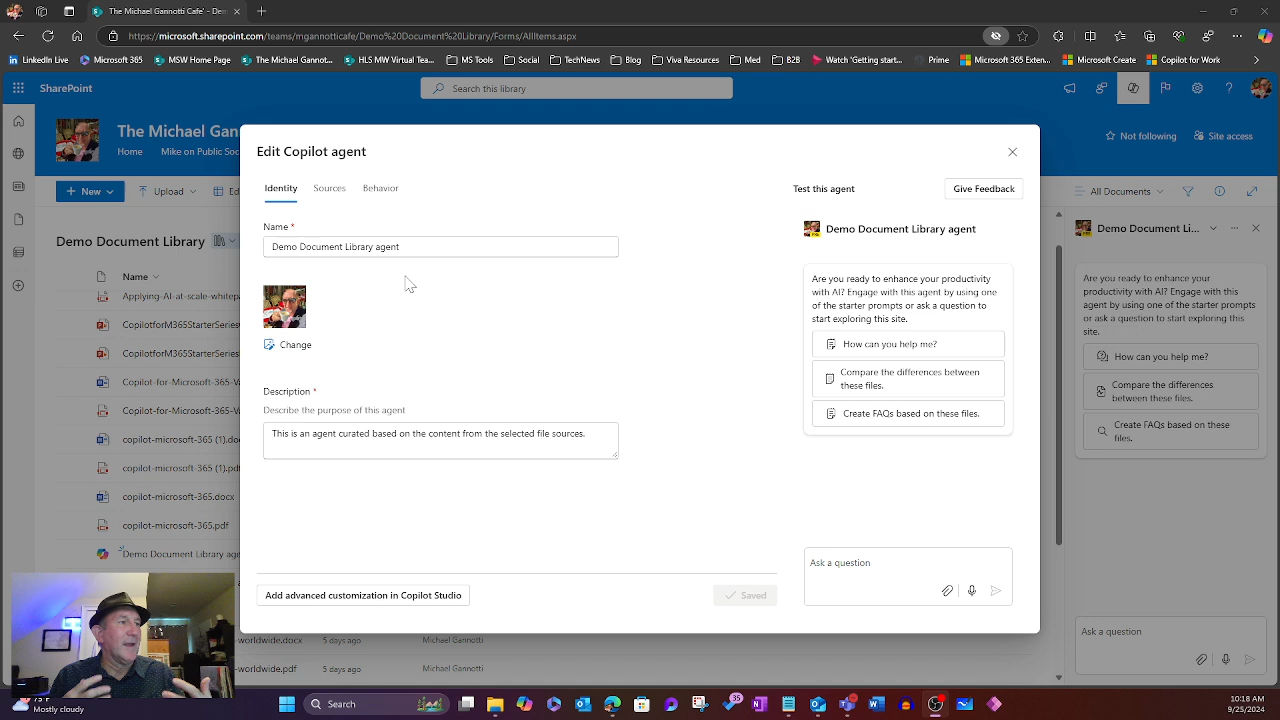 The Café - Demo Docume
https://microsoft.sharepoint.com/teams/mgannotticafe/Demo%20Document%20Library/Forms/AllItems.aspx
LinkedIn Live
Microsoft 365
MSW Home Page
The Michael Gannot...
HLS MW Virtual Tea...
MS Tools
Social
TechNews
BBs
Viva Resources
Med
B2B
Watch 'Getting start...
Prime
Microsoft 365 Exten...
Microsoft Create
Copilot for Work
SharePoint
Search this library
The Michael Gan
Home
Mike on Public Soc
Not following
Site access
New
Upload
Ed
All Documents
Demo Document Library
Name
Applying-AI-at-scale-whitepa
CopilotforM365StarterSeries
CopilotforM365StarterSeries
Copilot-for-Microsoft-365-Va
Copilot-for-Microsoft-365-Va
copilot-microsoft-365 (1).doc
copilot-microsoft-365 (1).pdf
copilot-microsoft-365.docx
copilot-microsoft-365.pdf
Demo Document Library age
worldwide.docx
5 days ago
Michael Gannotti
worldwide.pdf
5 days ago
Michael Gannotti
Edit Copilot agent
Identity
Sources
Behavior
Name *
Demo Document Library agent
Change
Description *
Describe the purpose of this agent
This is an agent curated based on the content from the selected file sources.
Add advanced customization in Copilot Studio
Saved
Test this agent
Give Feedback
Demo Document Library agent
Are you ready to enhance your productivity
with AI? Engage with this agent by using one
of the starter prompts or ask a question to
start exploring this site.
How can you help me?
Compare the differences between
these files.
Create FAQs based on these files.
Ask a question
Demo Document Li...
Are you ready to enhance your
productivity with AI? Engage with this
agent by using one of the starter prompts
or ask a question to start exploring this
site.
How can you help me?
Compare the differences
between these files.
Create FAQs based on these
files.
Ask a question
75°F
Mostly cloudy
Search
35
10:18 AM
9/25/2024